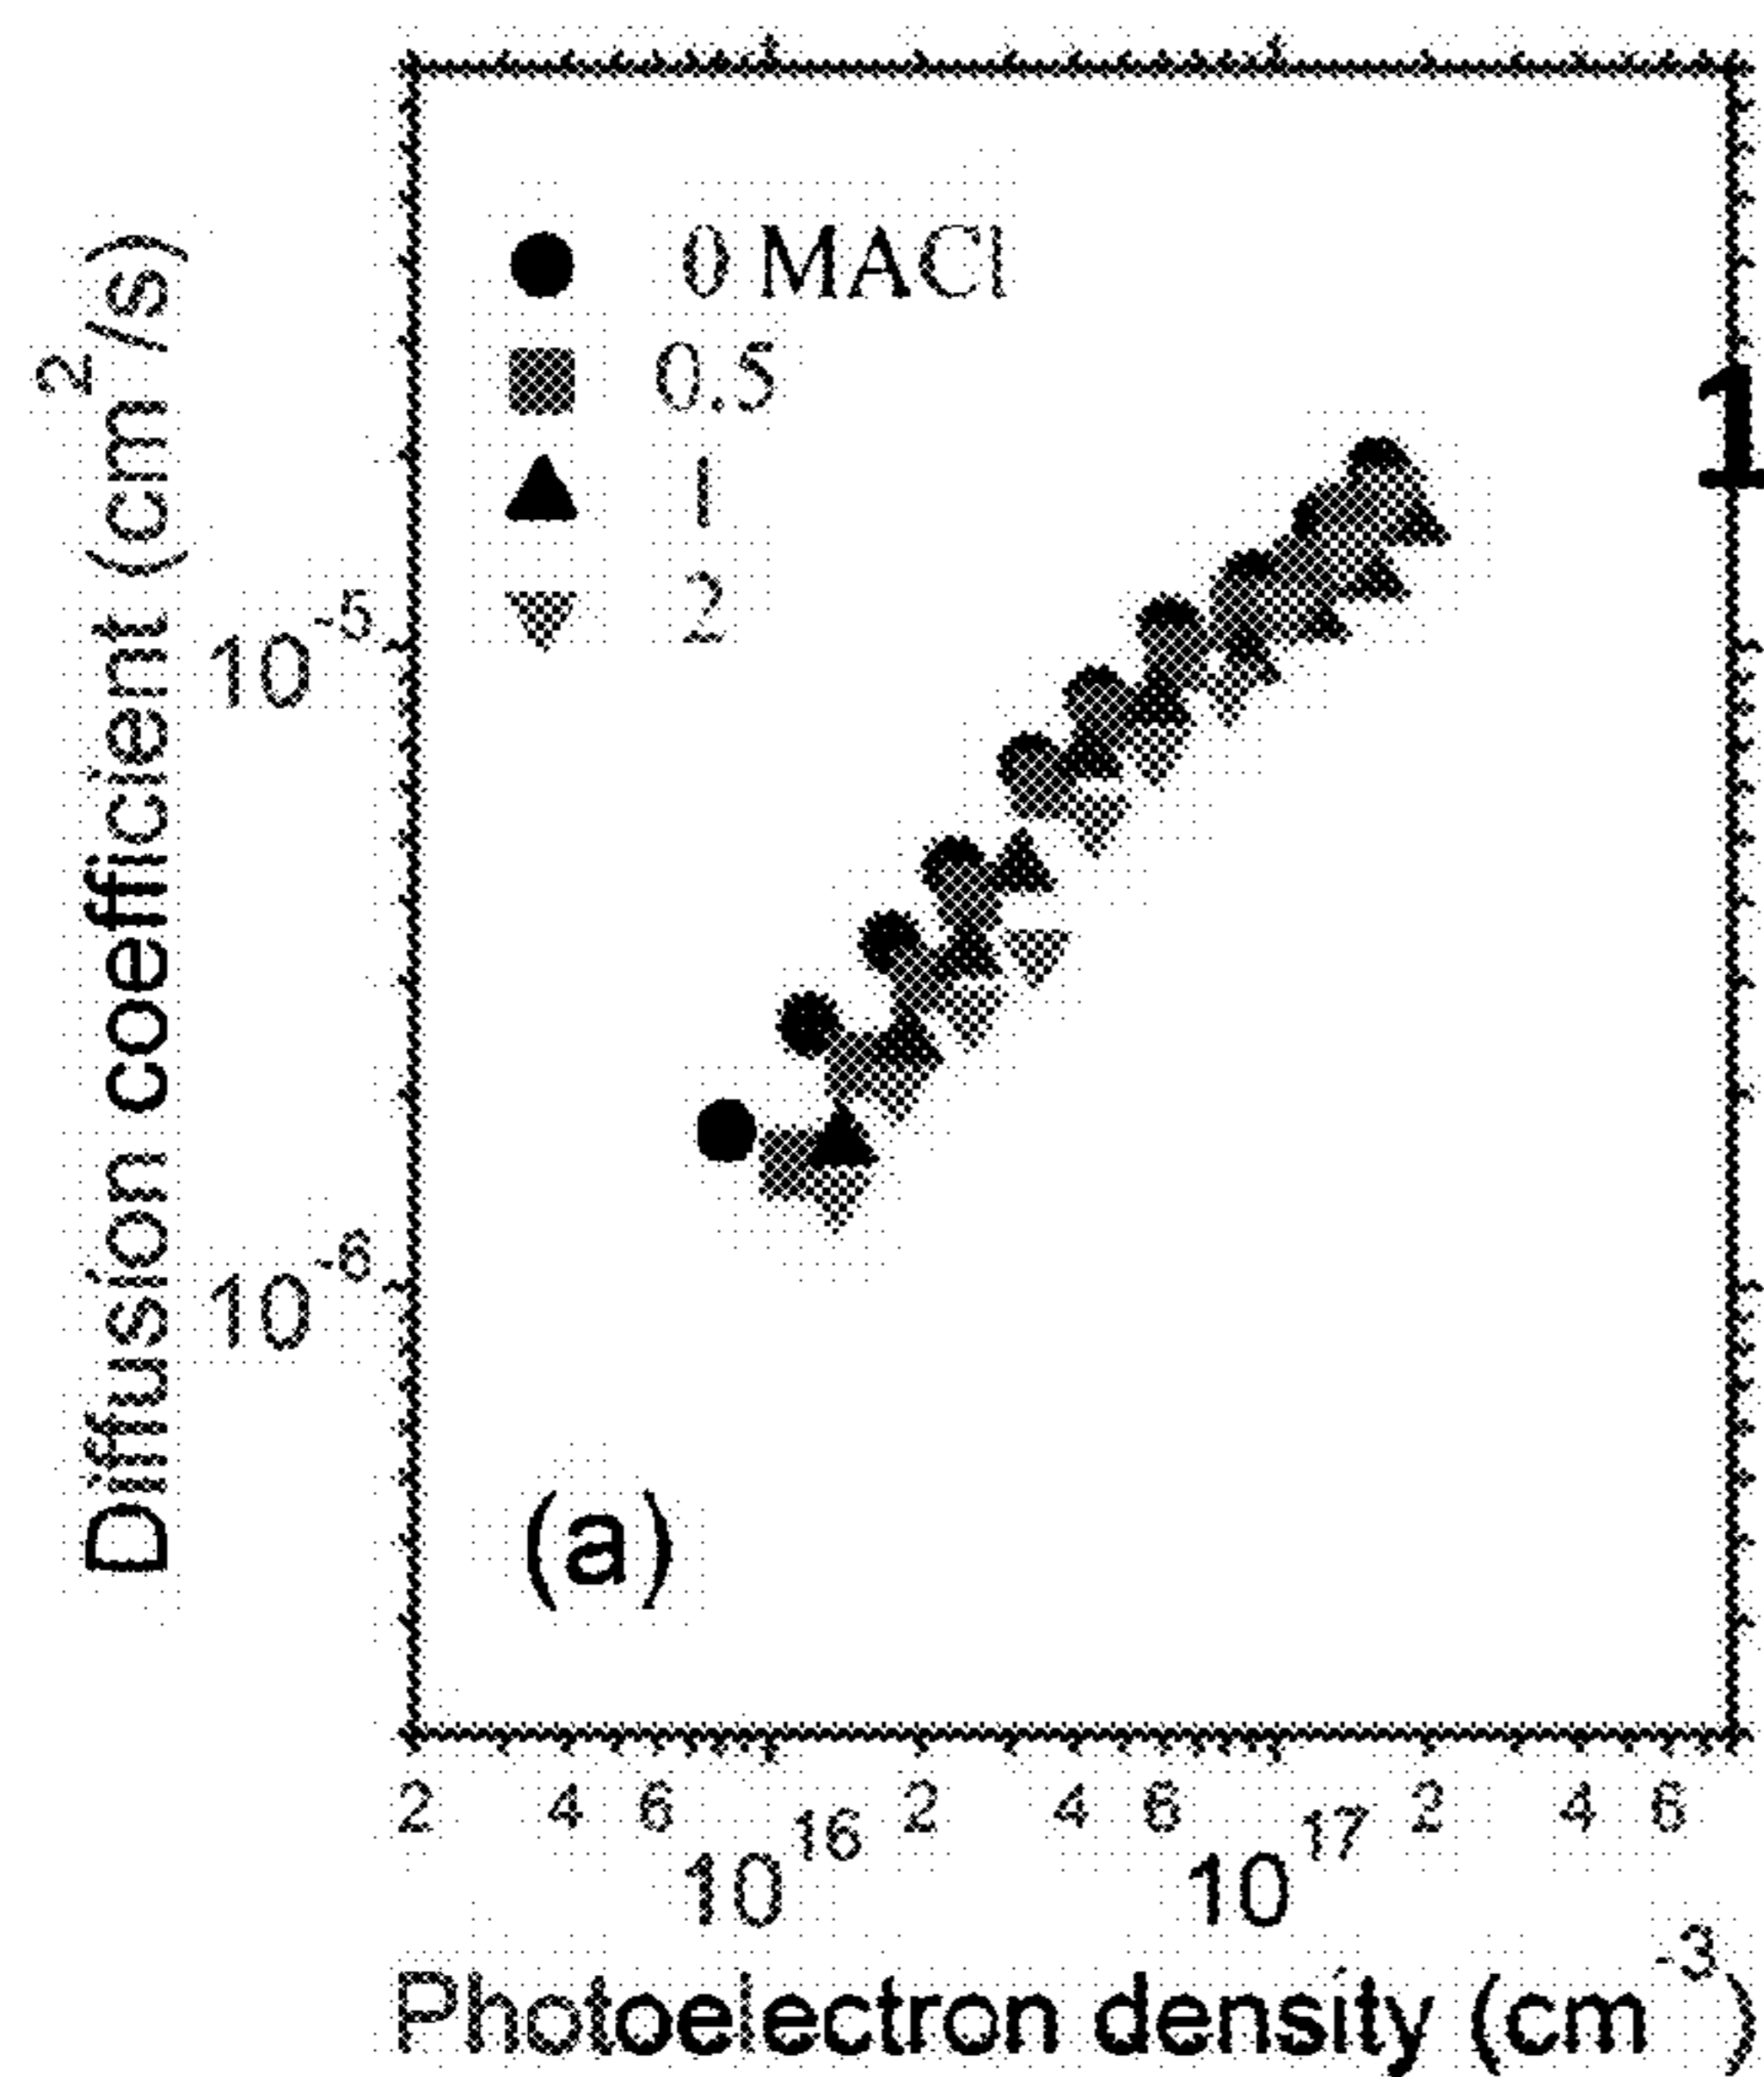 Diffusion coefficient (cm²/s)
0 MACl
0.5
1
2
1
10⁻⁵
10⁻⁶
(a)
2 4 6 2 4 6 2 4 6
10¹⁶ 10¹⁷
Photoelectron density (cm⁻³)